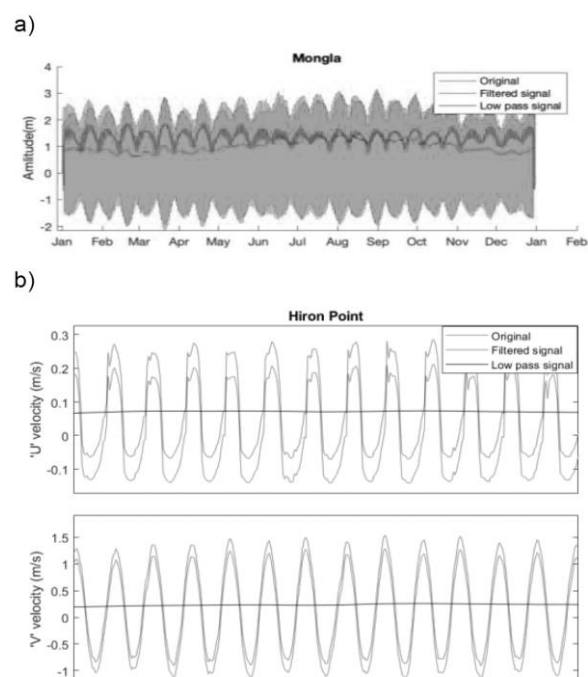 a)
Mongla
Original
Filtered signal
Low pass signal
Amlitude(m)
4
3
2
1
0
-1
-2
Jan Feb Mar Apr May Jun Jul Aug Sep Oct Nov Dec Jan Feb
b)
Hiron Point
Original
Filtered signal
Low pass signal
'U' velocity (m/s)
0.3
0.2
0.1
0
-0.1
'V' velocity (m/s)
1.5
1
0.5
0
-0.5
-1